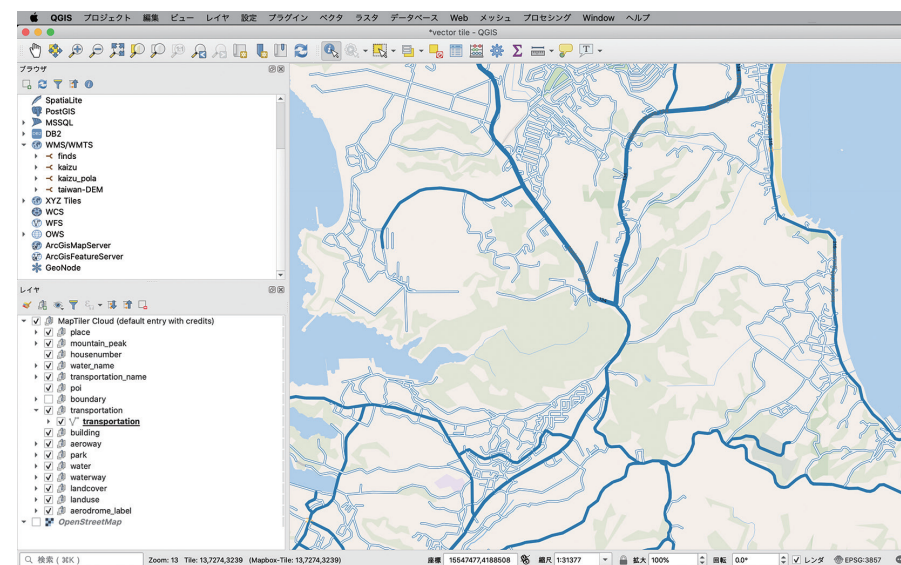 QGIS プロジェクト 編集 ビュー レイヤ 設定 プラグイン ベクタ ラスタ データベース Web メッシュ プロセシング Window ヘルプ
*vector tile - QGIS
ブラウザ
SpatiaLite
PostGIS
MSSQL
DB2
WMS/WMTS
finds
kaizu
kaizu_pola
taiwan-DEM
XYZ Tiles
WCS
WFS
OWS
ArcGisMapServer
ArcGisFeatureServer
GeoNode
レイヤ
MapTiler Cloud (default entry with credits)
place
mountain_peak
housenumber
water_name
transportation_name
poi
boundary
transportation
transportation
building
aeroway
park
water
waterway
landcover
landuse
aerodrome_label
OpenStreetMap
検索 ( ⌘K ) Zoom: 13 Tile: 13,7274,3239 (Mapbox-Tile: 13,7274,3239) 座標 15547477,4188508 縮尺 1:31377 拡大 100% 回転 0.0° レンダ EPSG:3857